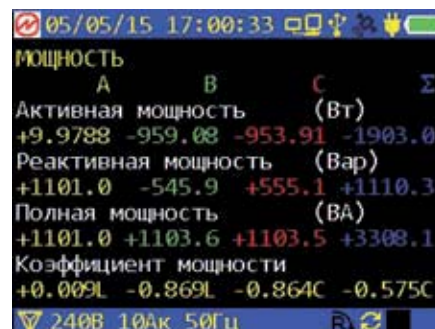 05/05/15 17:00:33
МОЩНОСТЬ
A B C Σ
Активная мощность (Вт)
+9.9788 -959.08 -953.91 -1903.0
Реактивная мощность (Вар)
+1101.0 -545.9 +555.1 +1110.3
Полная мощность (ВА)
+1101.0 +1103.6 +1103.5 +3308.1
Коэффициент мощности
+0.009L -0.869L -0.864C -0.575C
240В 10Ак 50Гц